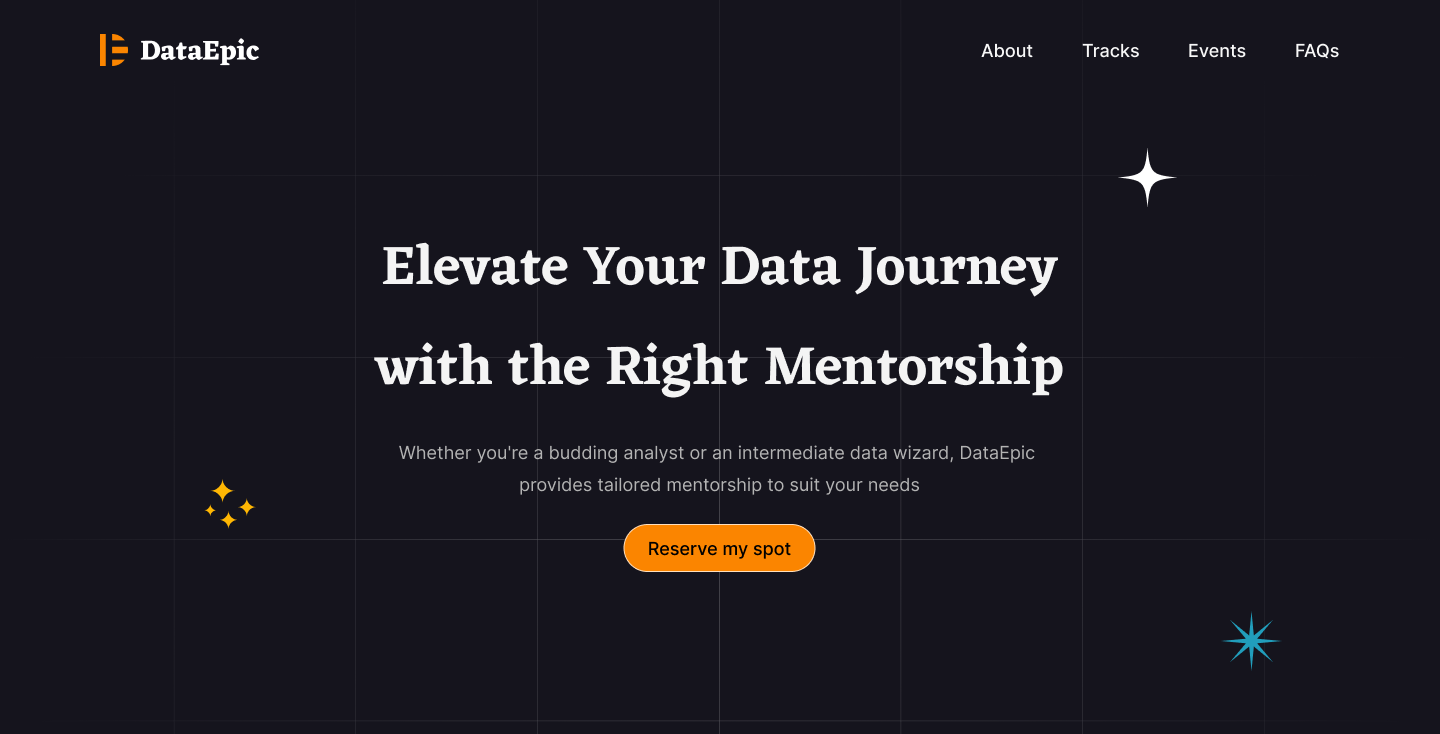 DataEpic
About Tracks Events FAQs
Elevate Your Data Journey
with the Right Mentorship
Whether you're a budding analyst or an intermediate data wizard, DataEpic
provides tailored mentorship to suit your needs
Reserve my spot